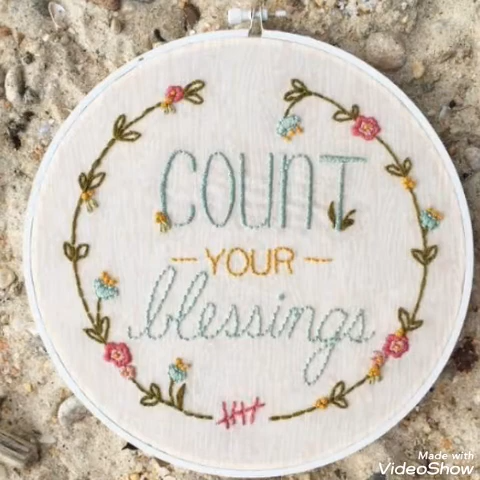 COUNT
— YOUR —
blessings
Made with
VideoShow